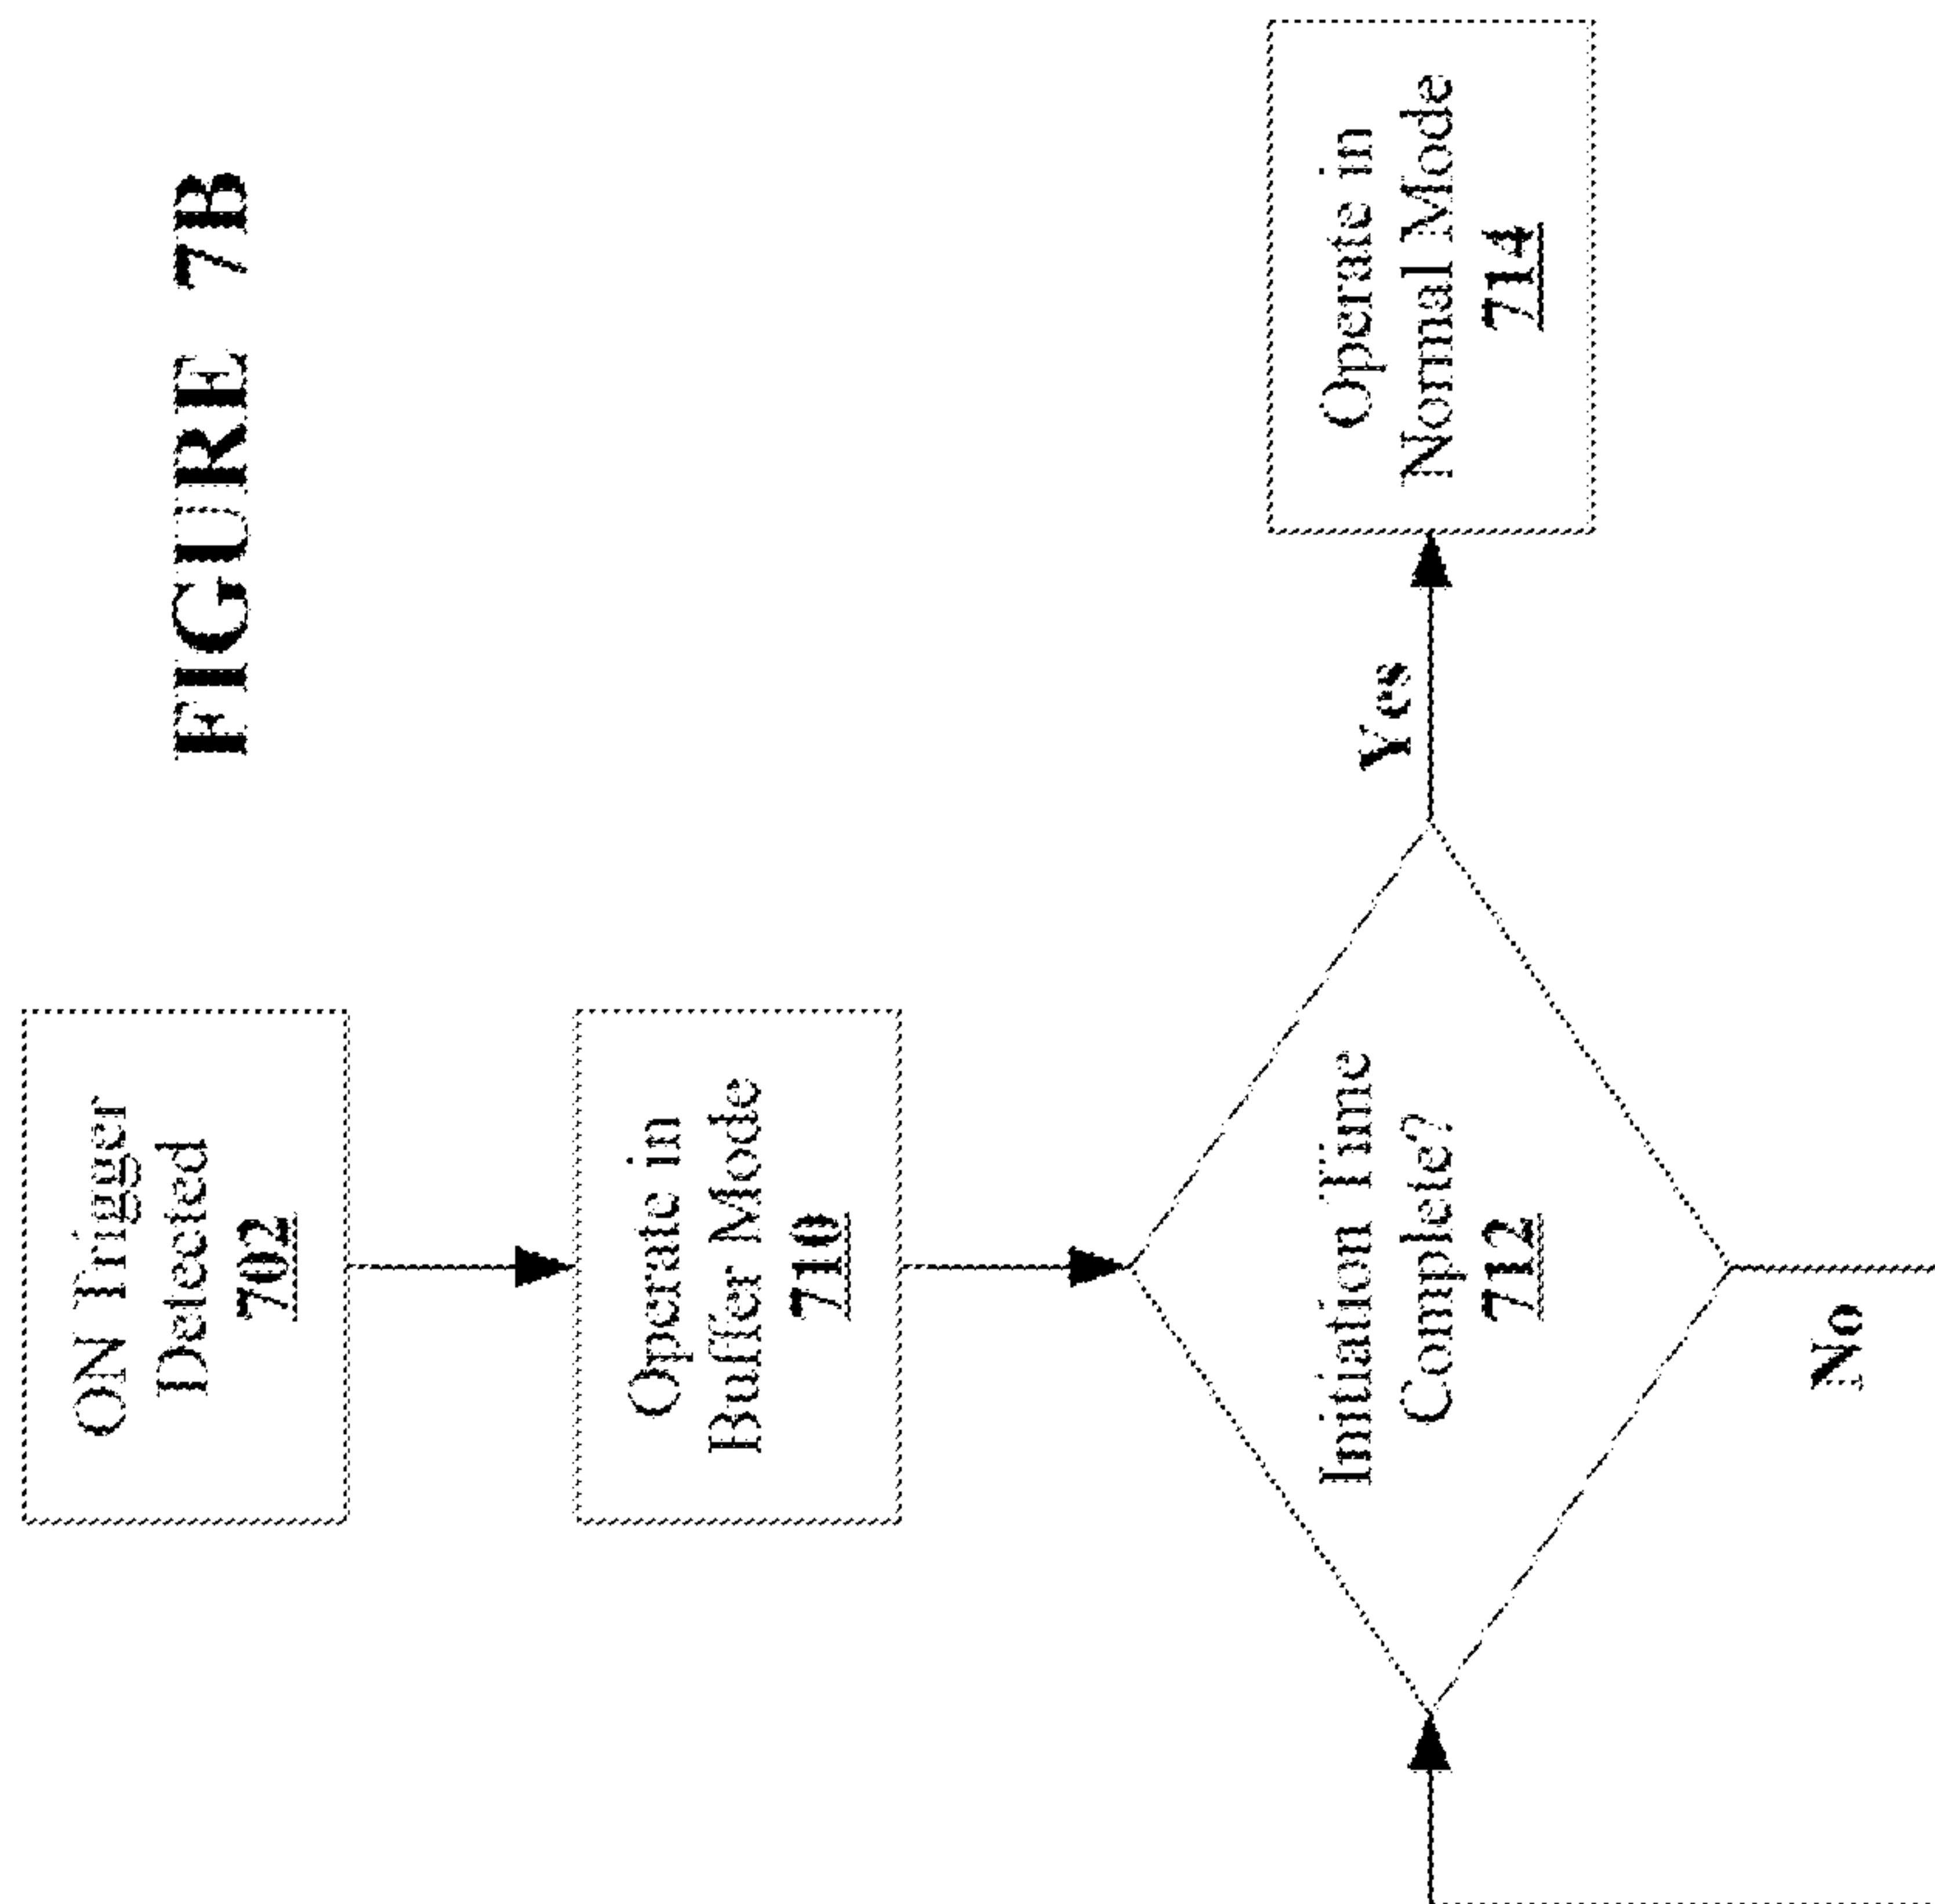 FIGURE 7B
ON Trigger
Detected
702
Operate in
Buffer Mode
710
Initiation Time
Complete?
712
Yes
No
Operate in
Normal Mode
714